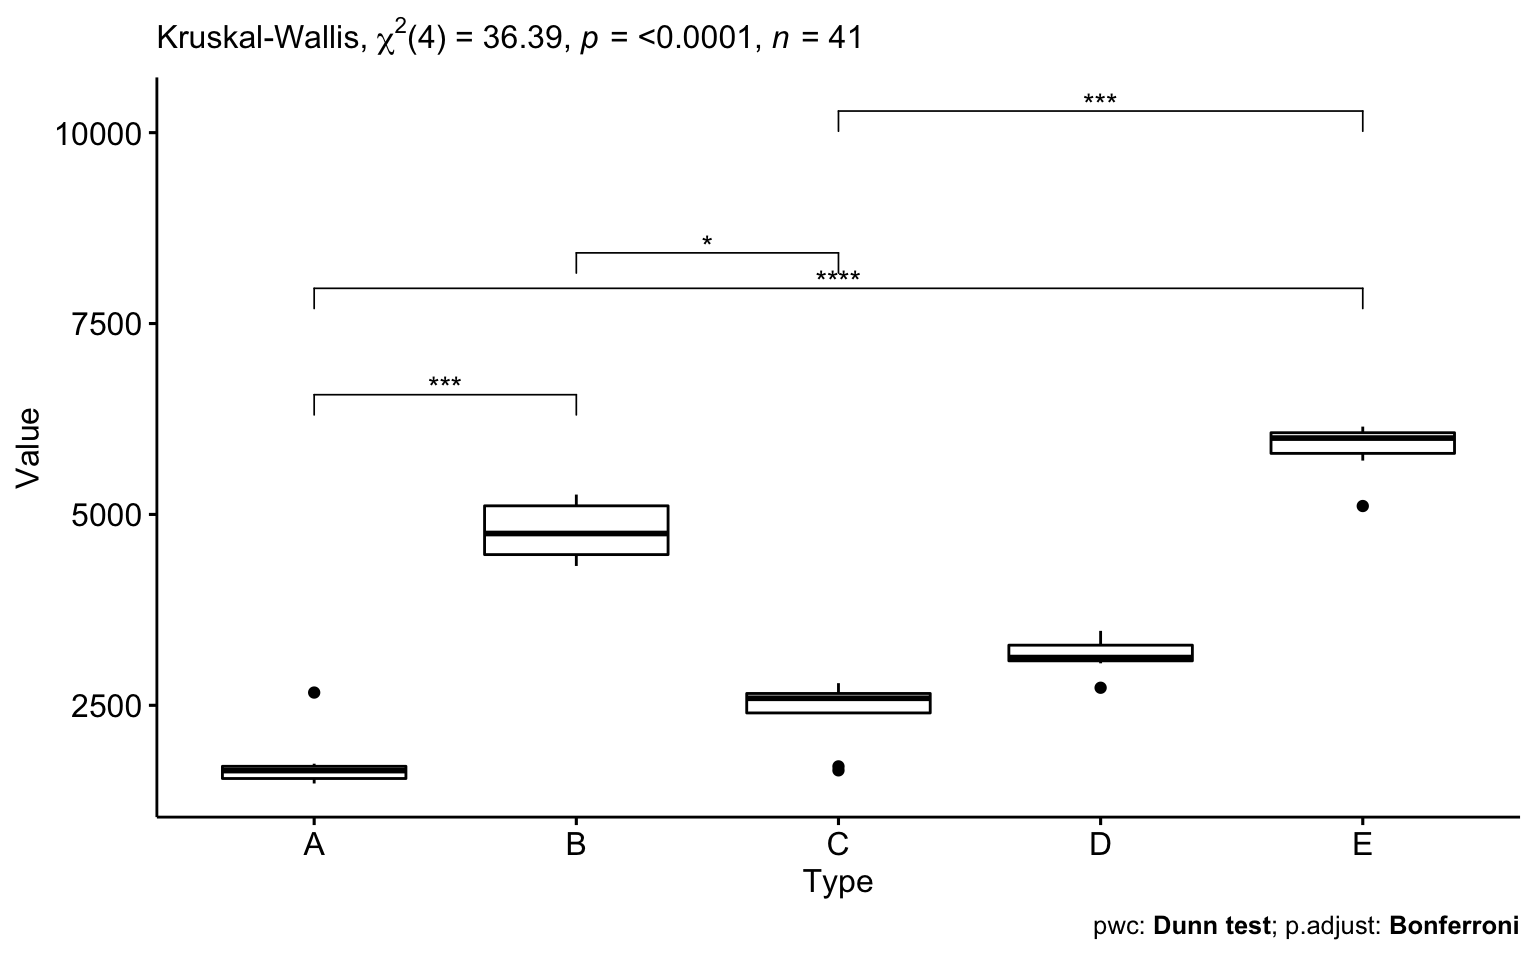 Kruskal-Wallis, χ²(4) = 36.39, p = <0.0001, n = 41
***
10000
*
****
7500
***
Value
5000
2500
A B C D E
Type
pwc: Dunn test; p.adjust: Bonferroni